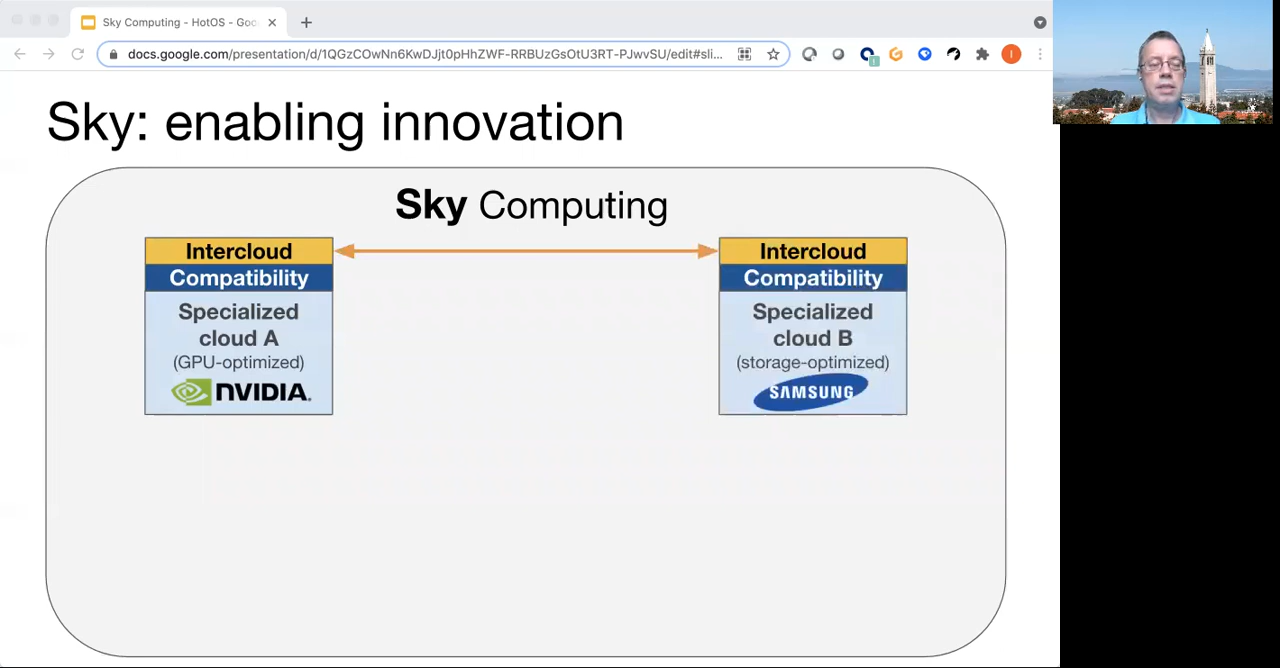 Sky Computing - HotOS - Goo
docs.google.com/presentation/d/1QGzCOwNn6KwDJjt0pHhZWF-RRBUzGsOtU3RT-PJwvSU/edit#sli...
I
Sky: enabling innovation
Sky Computing
Intercloud
Compatibility
Specialized
cloud A
(GPU-optimized)
NVIDIA
Intercloud
Compatibility
Specialized
cloud B
(storage-optimized)
SAMSUNG